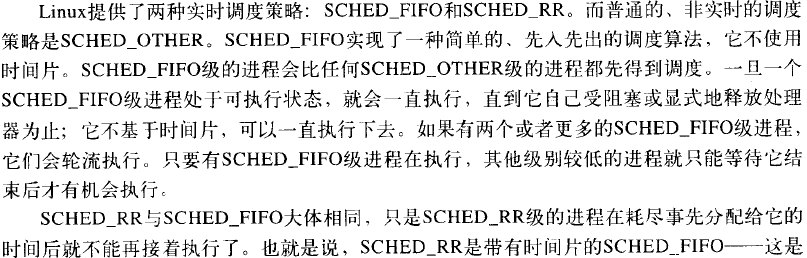 Linux提供了两种实时调度策略：SCHED_FIFO和SCHED_RR。而普通的、非实时的调度
策略是SCHED_OTHER。SCHED_FIFO实现了一种简单的、先入先出的调度算法，它不使用
时间片。SCHED_FIFO级的进程会比任何SCHED_OTHER级的进程都先得到调度。一旦一个
SCHED_FIFO级进程处于可执行状态，就会一直执行，直到它自己受阻塞或显式地释放处理
器为止；它不基于时间片，可以一直执行下去。如果有两个或者更多的SCHED_FIFO级进程，
它们会轮流执行。只要有SCHED_FIFO级进程在执行，其他级别较低的进程就只能等待它结
束后才有机会执行。
SCHED_RR与SCHED_FIFO大体相同，只是SCHED_RR级的进程在耗尽事先分配给它的
时间后就不能再接着执行了。也就是说，SCHED_RR是带有时间片的SCHED_FIFO——这是